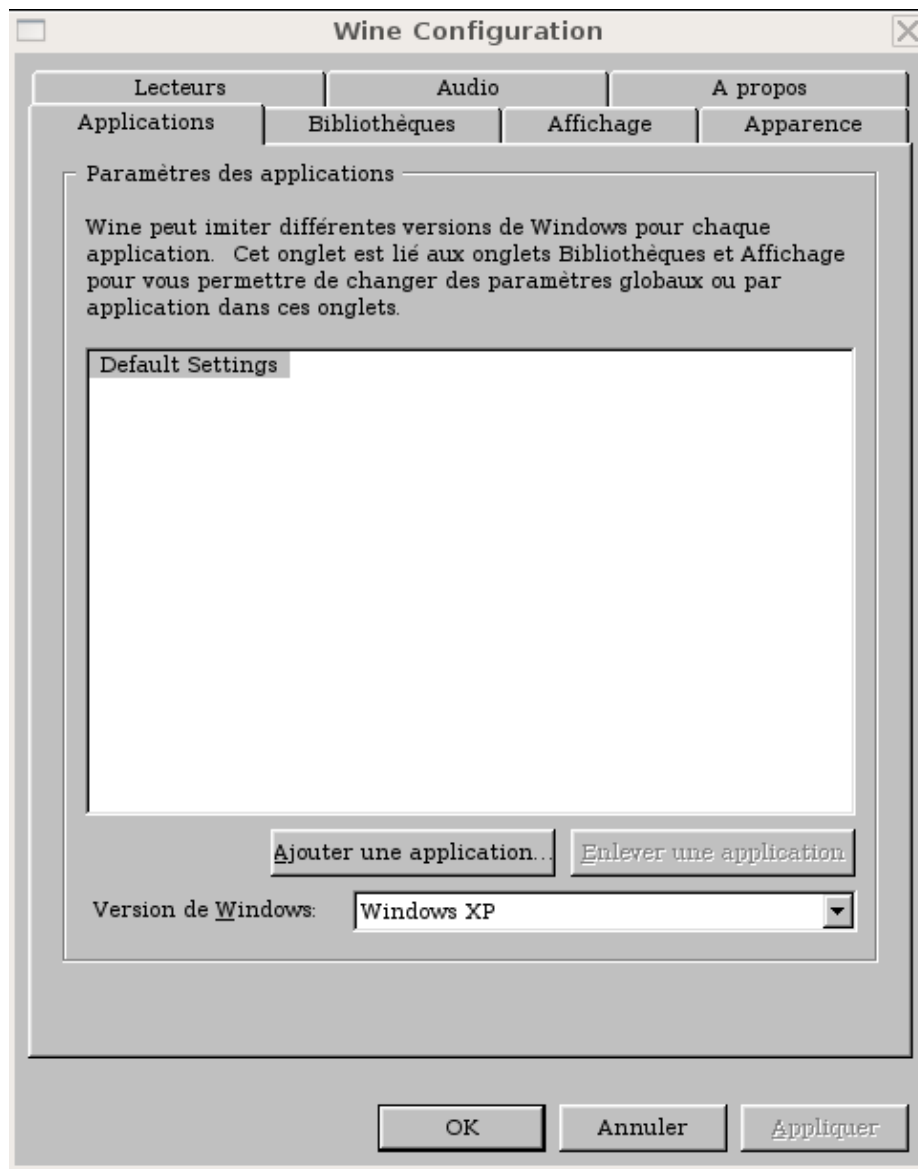 Wine Configuration
Lecteurs Audio A propos
Applications Bibliothèques Affichage Apparence
Paramètres des applications
Wine peut imiter différentes versions de Windows pour chaque
application. Cet onglet est lié aux onglets Bibliothèques et Affichage
pour vous permettre de changer des paramètres globaux ou par
application dans ces onglets.
Default Settings
Ajouter une application... Enlever une application
Version de Windows: Windows XP
OK Annuler Appliquer